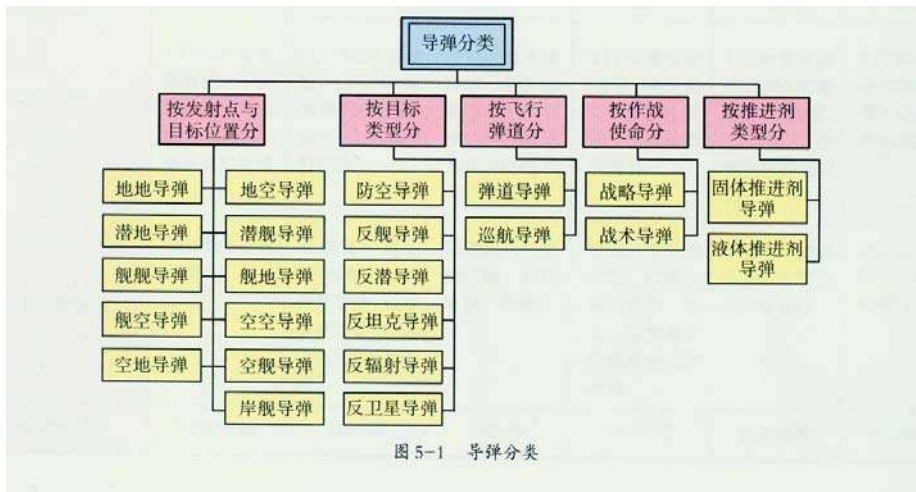 导弹分类
按发射点与
目标位置分
按目标
类型分
按飞行
弹道分
按作战
使命分
按推进剂
类型分
地地导弹
地空导弹
潜地导弹
潜舰导弹
舰舰导弹
舰地导弹
舰空导弹
空空导弹
空地导弹
空舰导弹
岸舰导弹
防空导弹
反舰导弹
反潜导弹
反坦克导弹
反辐射导弹
反卫星导弹
弹道导弹
巡航导弹
战略导弹
战术导弹
固体推进剂
导弹
液体推进剂
导弹
图 5-1 导弹分类